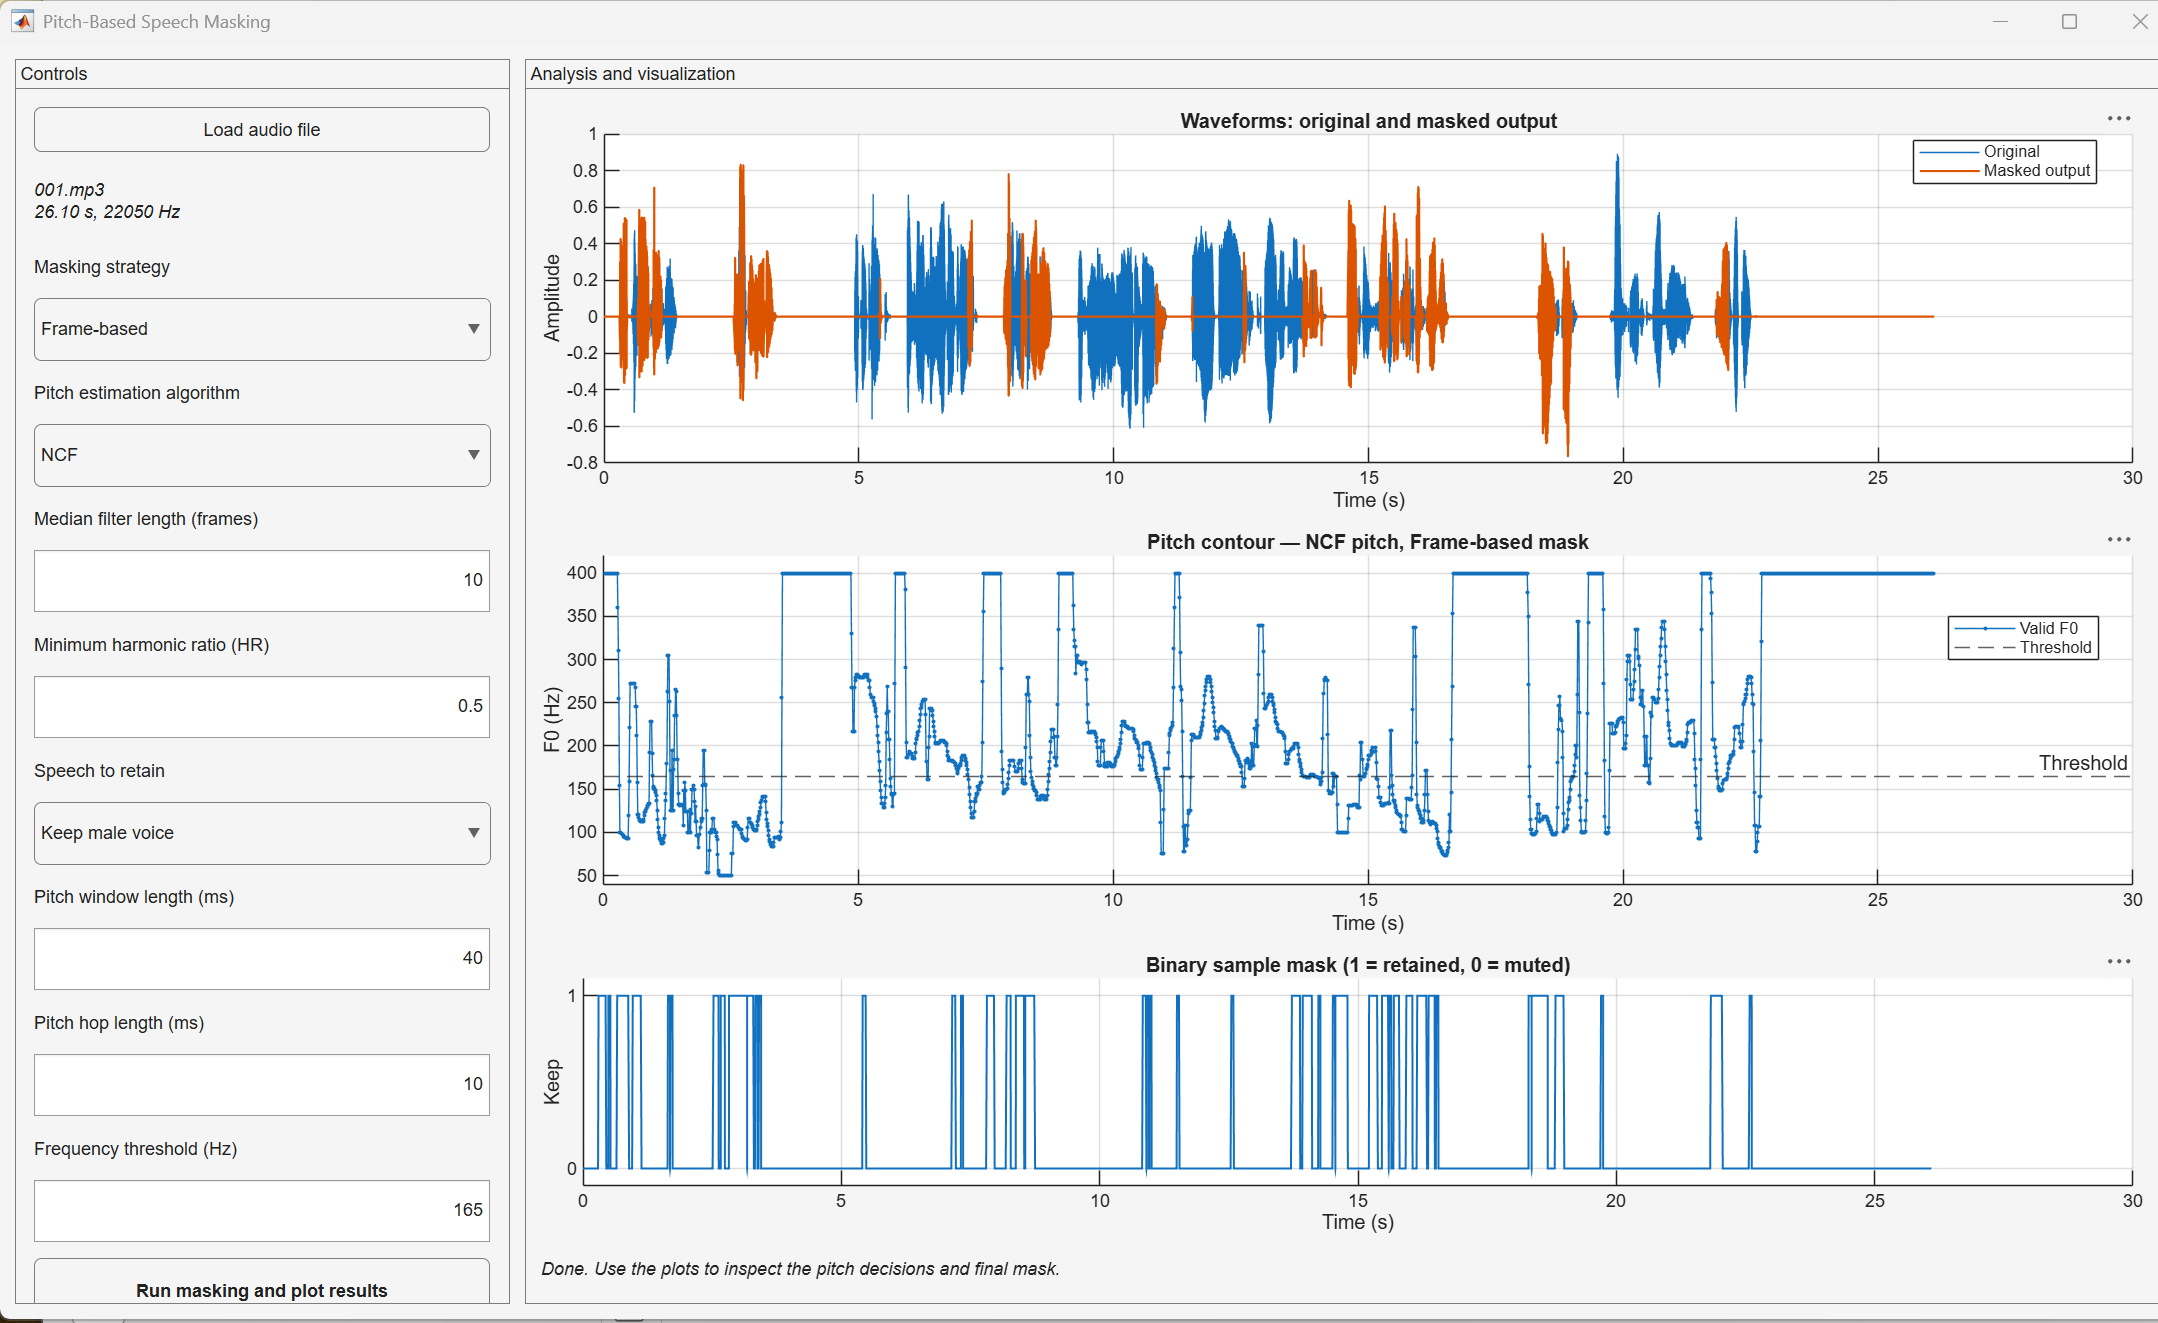 Pitch-Based Speech Masking
Controls
Load audio file
001.mp3
26.10 s, 22050 Hz
Masking strategy
Frame-based
Pitch estimation algorithm
NCF
Median filter length (frames)
10
Minimum harmonic ratio (HR)
0.5
Speech to retain
Keep male voice
Pitch window length (ms)
40
Pitch hop length (ms)
10
Frequency threshold (Hz)
165
Run masking and plot results
Analysis and visualization
Waveforms: original and masked output
Original
Masked output
Amplitude
1
0.8
0.6
0.4
0.2
0
-0.2
-0.4
-0.6
-0.8
0 5 10 15 20 25 30
Time (s)
Pitch contour — NCF pitch, Frame-based mask
Valid F0
Threshold
F0 (Hz)
400
350
300
250
200
150
100
50
Threshold
0 5 10 15 20 25 30
Time (s)
Binary sample mask (1 = retained, 0 = muted)
Keep
1
0
0 5 10 15 20 25 30
Time (s)
Done. Use the plots to inspect the pitch decisions and final mask.